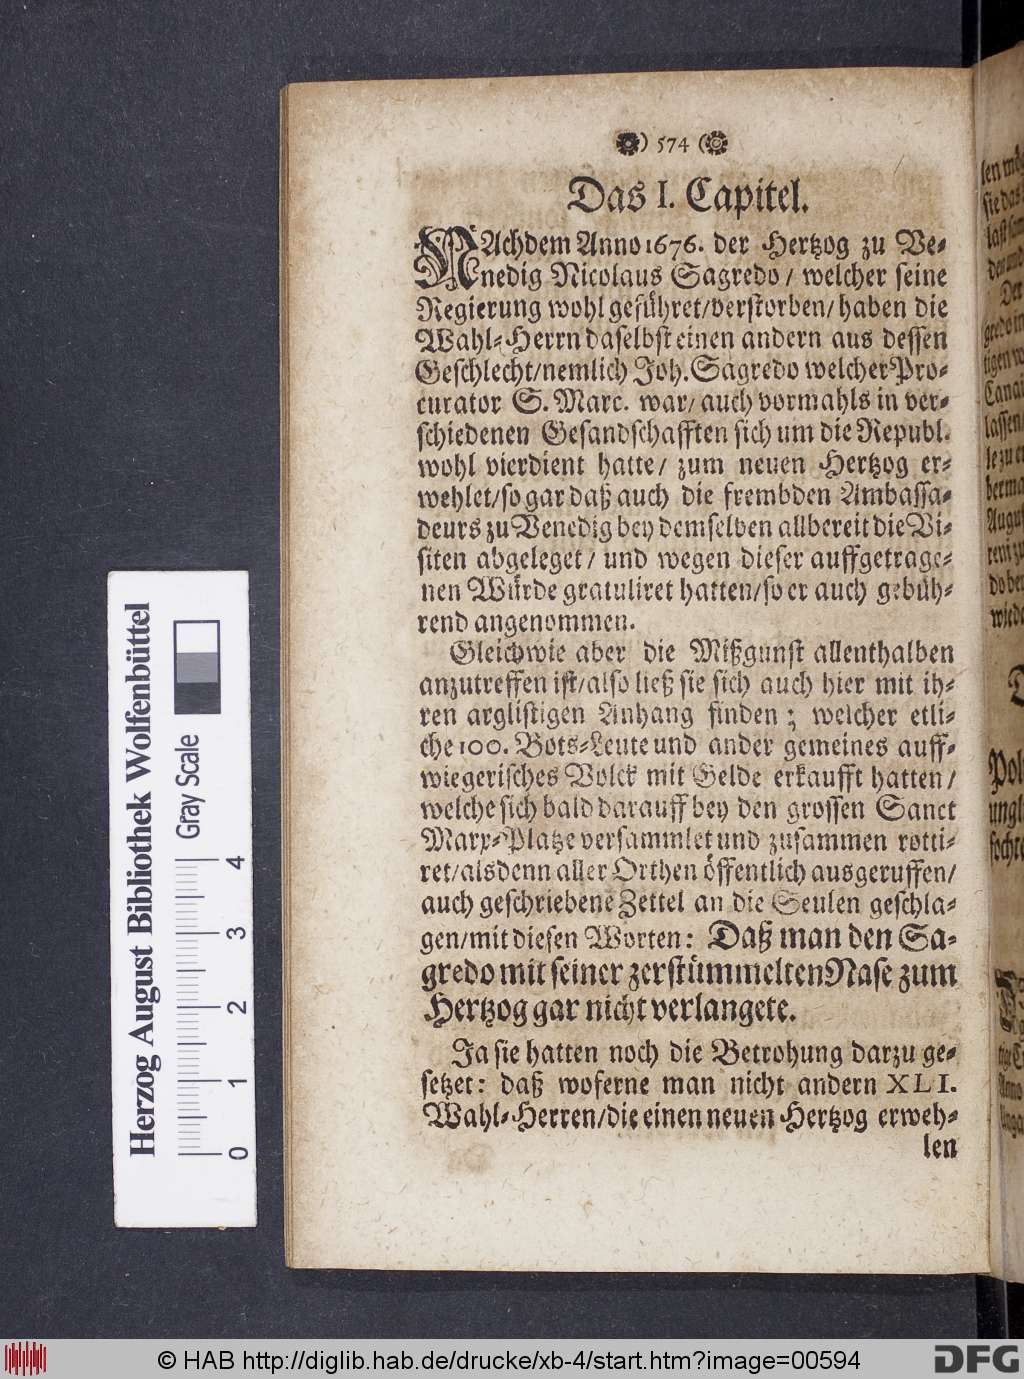 ) 574 (
Das I. Capitel.
NAchdem Anno 1676. der Hertzog zu Ve-
nedig Nicolaus Sagredo / welcher seine
Regierung wohl geführet/verstorben/haben die
Wahl-Herrn daselbst einen andern aus dessen
Geschlecht/nemlich Joh. Sagredo welcher Pro-
curator S. Marc. war/ auch vormahls in ver-
schiedenen Gesandschafften sich um die Republ.
wohl vierdient hatte/ zum neuen Hertzog er-
wehlet/so gar daß auch die frembden Ambassa-
deurs zu Venedig bey demselben allbereit die Vi-
siten abgeleget/ und wegen dieser auffgetrage-
nen Würde gratuliret hatten/so er auch gebüh-
rend angenommen.
Gleichwie aber die Mißgunst allenthalben
anzutreffen ist/also ließ sie sich auch hier mit ih-
ren arglistigen Anhang finden; welcher etli-
che 100. Bots-Leute und ander gemeines auff-
wiegerisches Volck mit Gelde erkaufft hatten/
welche sich bald darauff bey den grossen Sanct
Marx-Platze versammlet und zusammen rotti-
ret/alsdenn aller Orthen öffentlich ausgeruffen/
auch geschriebene Zettel an die Seulen geschla-
gen/mit diesen Worten: Daß man den Sa-
gredo mit seiner zerstümmelten Nase zum
Hertzog gar nicht verlangete.
Ja sie hatten noch die Betrohung darzu ge-
setzet: daß woferne man nicht andern XLI.
Wahl-Herren/die einen neuen Hertzog erweh-
len
Herzog August Bibliothek Wolfenbüttel
Gray Scale
0 1 2 3 4
© HAB http://diglib.hab.de/drucke/xb-4/start.htm?image=00594
DFG